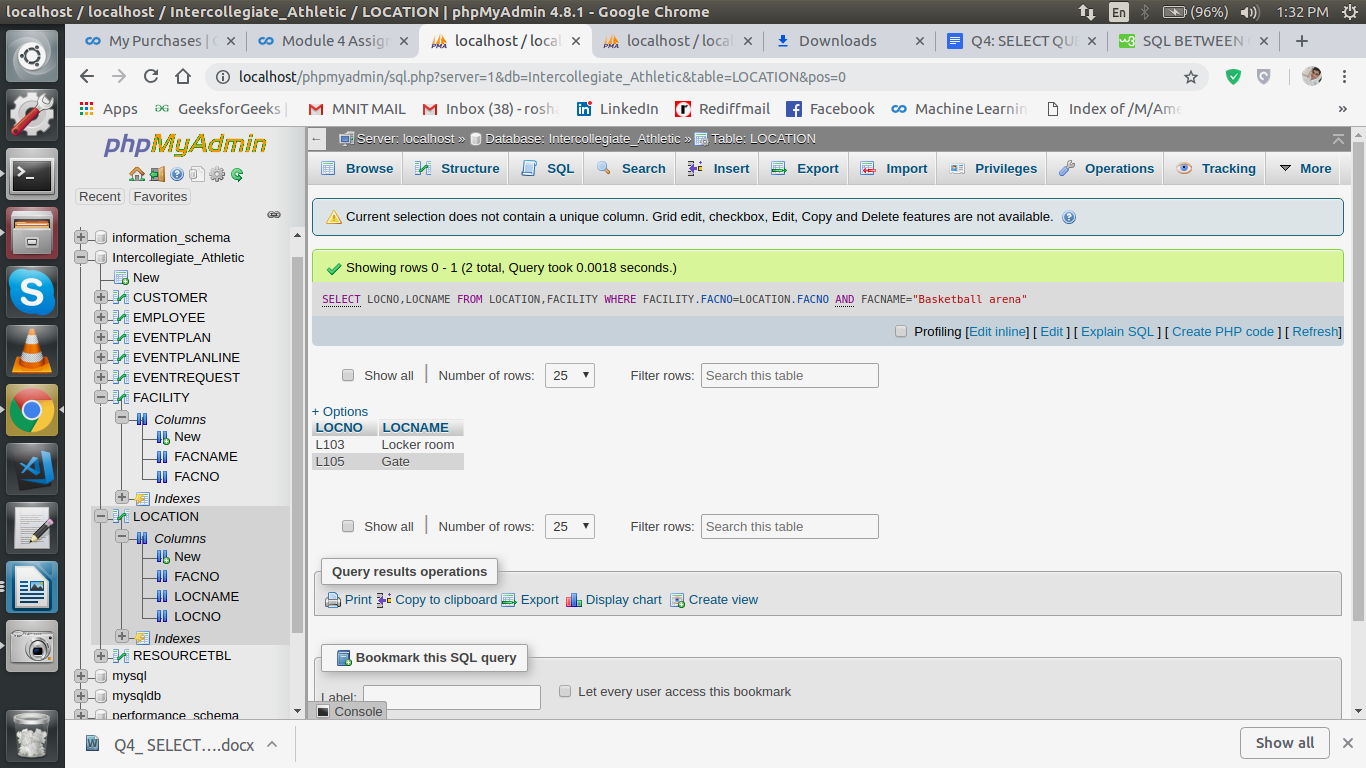 localhost / localhost / Intercollegiate_Athletic / LOCATION | phpMyAdmin 4.8.1 - Google Chrome
En
(96%)
1:32 PM
My Purchases |
Module 4 Assig
localhost / local
localhost / local
Downloads
Q4: SELECT QU
SQL BETWEEN
localhost/phpmyadmin/sql.php?server=1&db=Intercollegiate_Athletic&table=LOCATION&pos=0
Apps
GeeksforGeeks |
MNIT MAIL
Inbox (38) - rosh
LinkedIn
Rediffmail
Facebook
Machine Learnin
Index of /M/Ame
»
phpMyAdmin
Recent
Favorites
information_schema
Intercollegiate_Athletic
New
CUSTOMER
EMPLOYEE
EVENTPLAN
EVENTPLANLINE
EVENTREQUEST
FACILITY
Columns
New
FACNAME
FACNO
Indexes
LOCATION
Columns
New
FACNO
LOCNAME
LOCNO
Indexes
RESOURCETBL
mysql
mysqldb
performance_schema
Server: localhost » Database: Intercollegiate_Athletic » Table: LOCATION
Browse
Structure
SQL
Search
Insert
Export
Import
Privileges
Operations
Tracking
More
Current selection does not contain a unique column. Grid edit, checkbox, Edit, Copy and Delete features are not available.
Showing rows 0 - 1 (2 total, Query took 0.0018 seconds.)
SELECT LOCNO,LOCNAME FROM LOCATION,FACILITY WHERE FACILITY.FACNO=LOCATION.FACNO AND FACNAME="Basketball arena"
Profiling [Edit inline] [ Edit ] [ Explain SQL ] [ Create PHP code ] [ Refresh]
Show all | Number of rows: 25 Filter rows: Search this table
+ Options
LOCNO LOCNAME
L103 Locker room
L105 Gate
Show all | Number of rows: 25 Filter rows: Search this table
Query results operations
Print Copy to clipboard Export Display chart Create view
Bookmark this SQL query
Label: Let every user access this bookmark
Console
Q4_ SELECT....docx
Show all